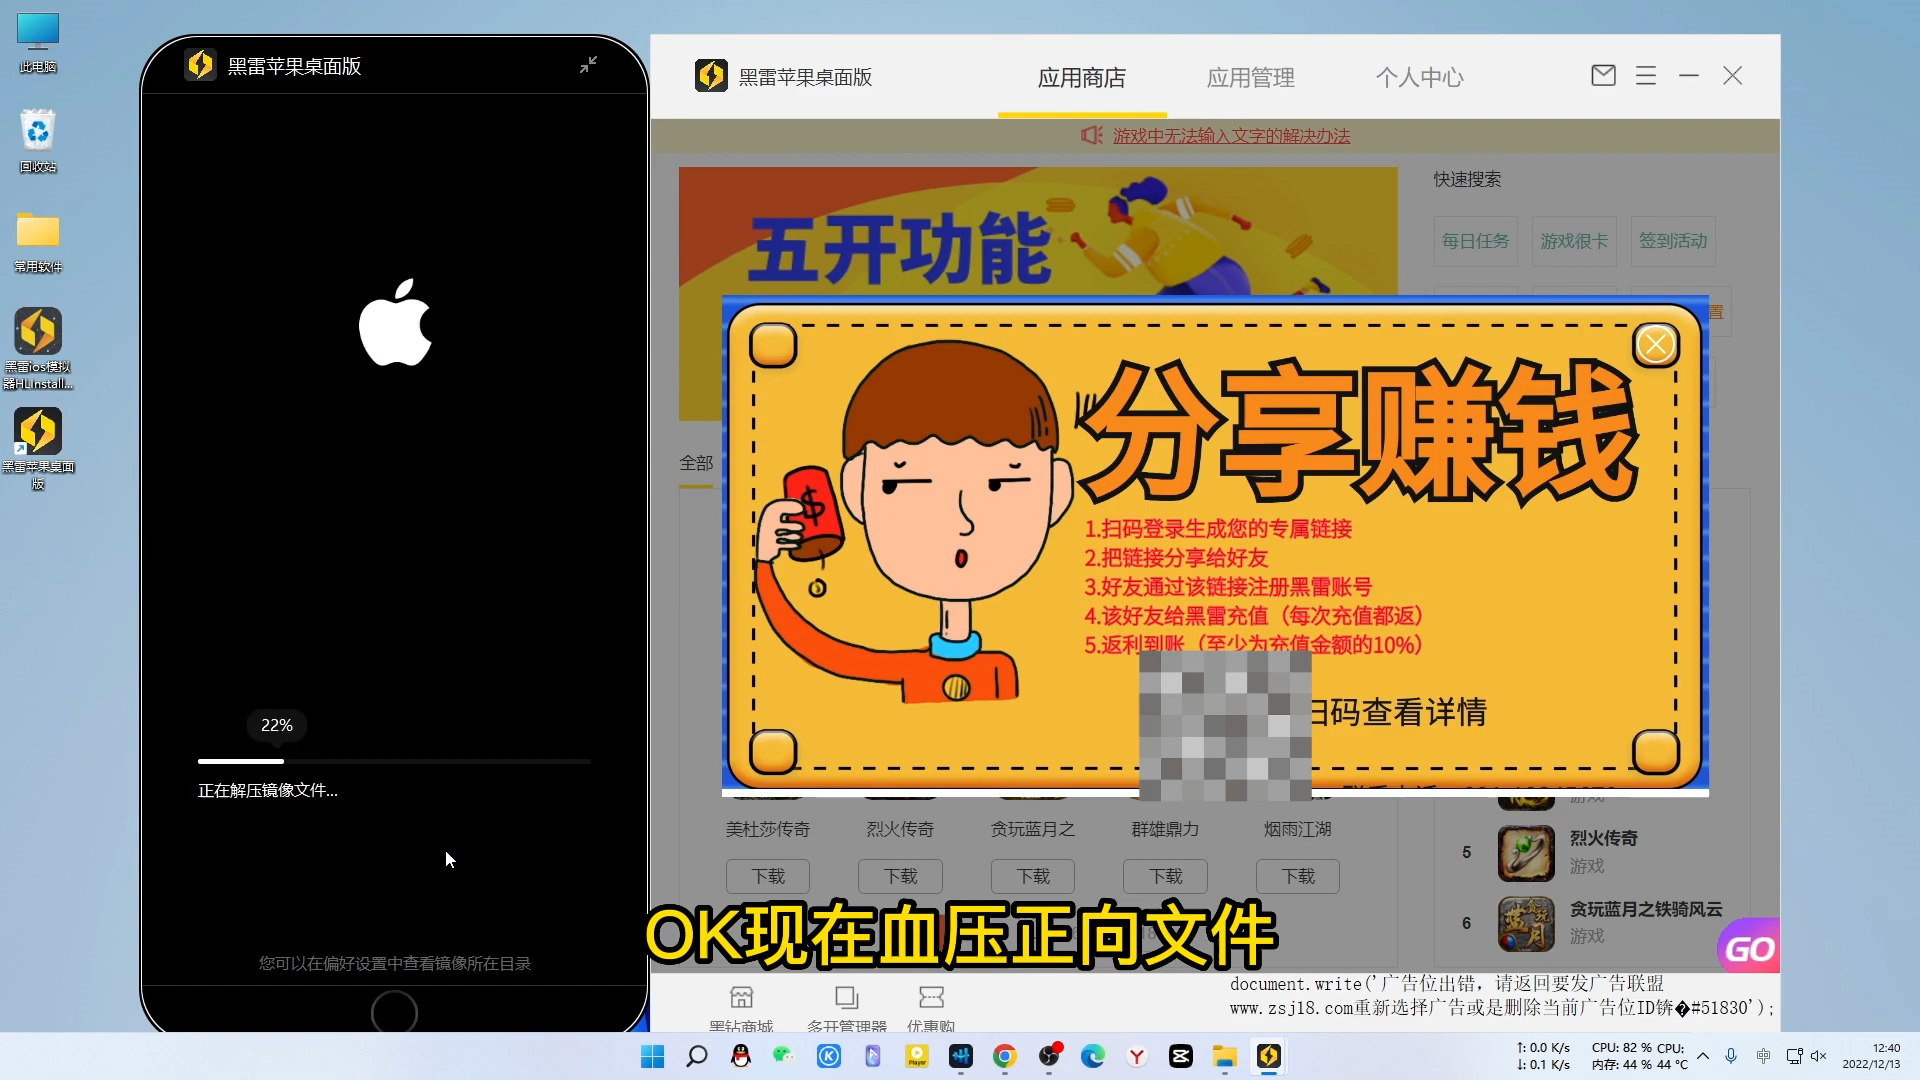 此电脑
回收站
常用软件
黑雷ios模拟
器HLInstall...
黑雷苹果桌面
版
黑雷苹果桌面版
22%
正在解压镜像文件...
您可以在偏好设置中查看镜像所在目录
黑雷苹果桌面版
应用商店
应用管理
个人中心
游戏中无法输入文字的解决办法
五开功能
快速搜索
每日任务
游戏很卡
签到活动
置
全部
分享赚钱
1.扫码登录生成您的专属链接
2.把链接分享给好友
3.好友通过该链接注册黑雷账号
4.该好友给黑雷充值（每次充值都返）
5.返利到账（至少为充值金额的10%）
扫码查看详情
游戏
美杜莎传奇
烈火传奇
贪玩蓝月之
群雄鼎力
烟雨江湖
下载
下载
下载
下载
下载
5
烈火传奇
游戏
6
贪玩蓝月之铁骑风云
游戏
GO
OK现在血压正向文件
document.write('广告位出错，请返回要发广告联盟
www.zsj18.com重新选择广告或是删除当前广告位ID锛�#51830');
黑钻商城
多开管理器
优惠购
↑: 0.0 K/s
↓: 0.1 K/s
CPU: 82 % CPU:
内存: 44 % 44 °C
中
12:40
2022/12/13